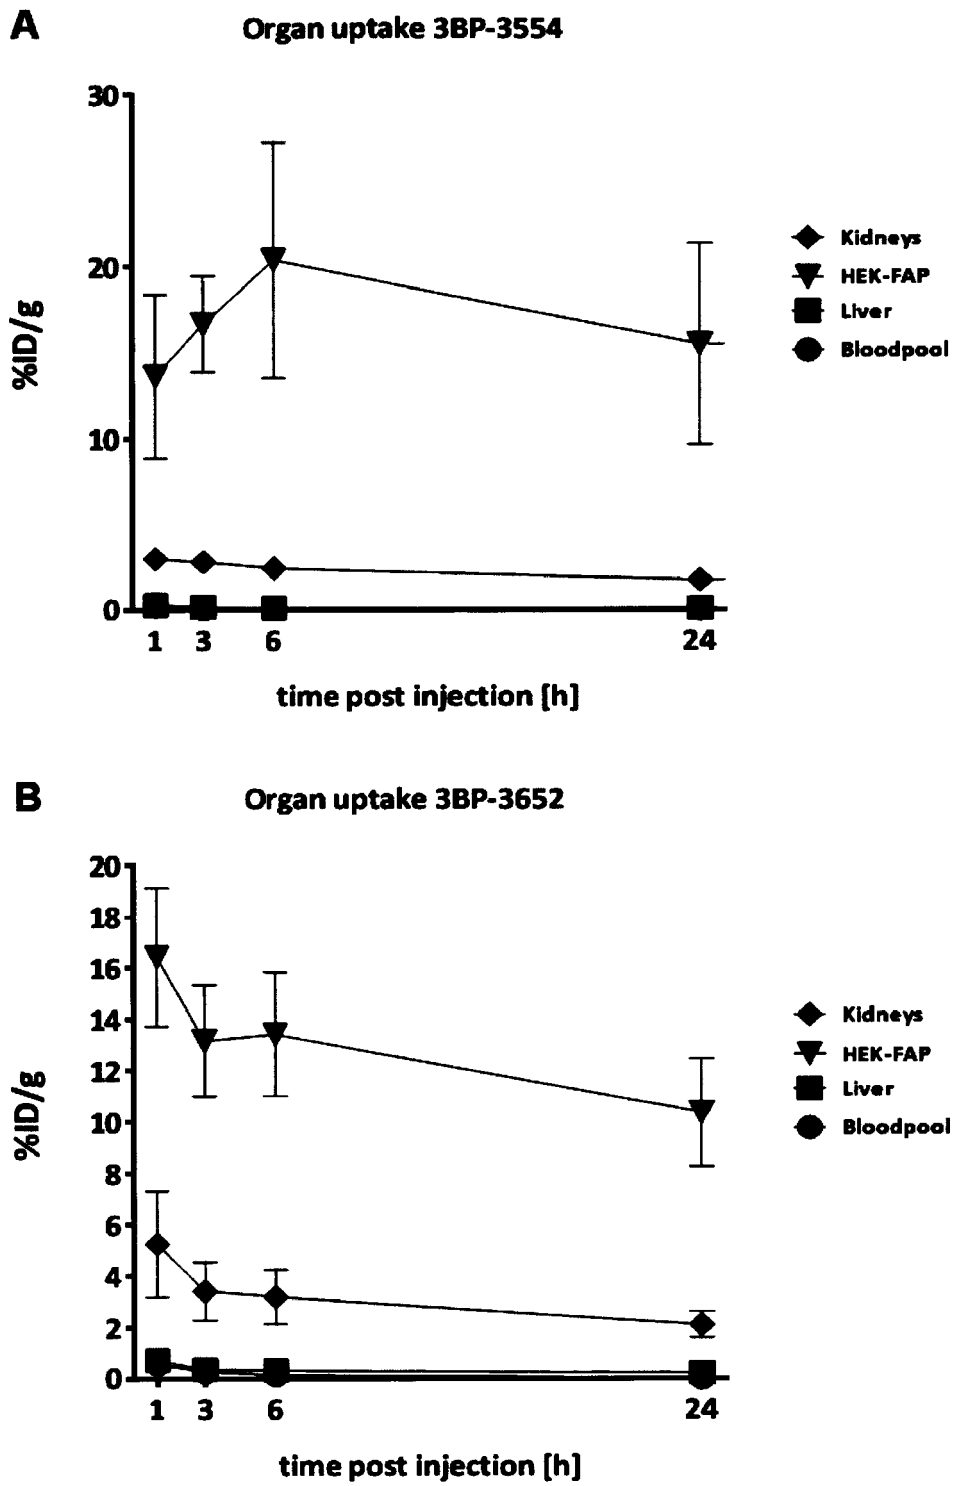 A
Organ uptake 3BP-3554
30
20
10
0
%ID/g
1 3 6 24
time post injection [h]
Kidneys
HEK-FAP
Liver
Bloodpool
B
Organ uptake 3BP-3652
20
18
16
14
12
10
8
6
4
2
0
%ID/g
1 3 6 24
time post injection [h]
Kidneys
HEK-FAP
Liver
Bloodpool